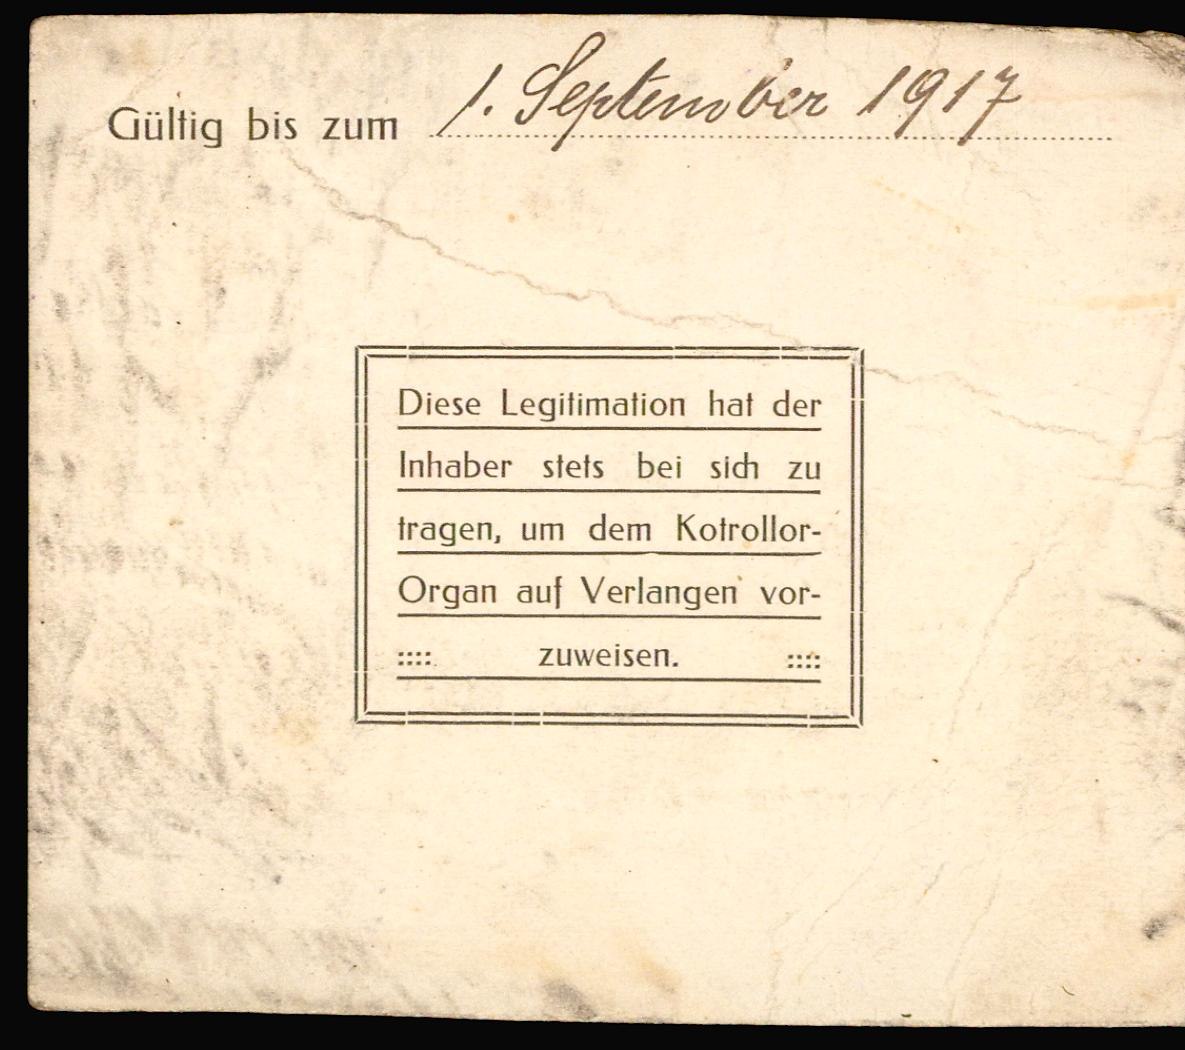 Gültig bis zum 1. September 1917
Diese Legitimation hat der
Inhaber stets bei sich zu
tragen, um dem Kotrollor-
Organ auf Verlangen vor-
zuweisen.